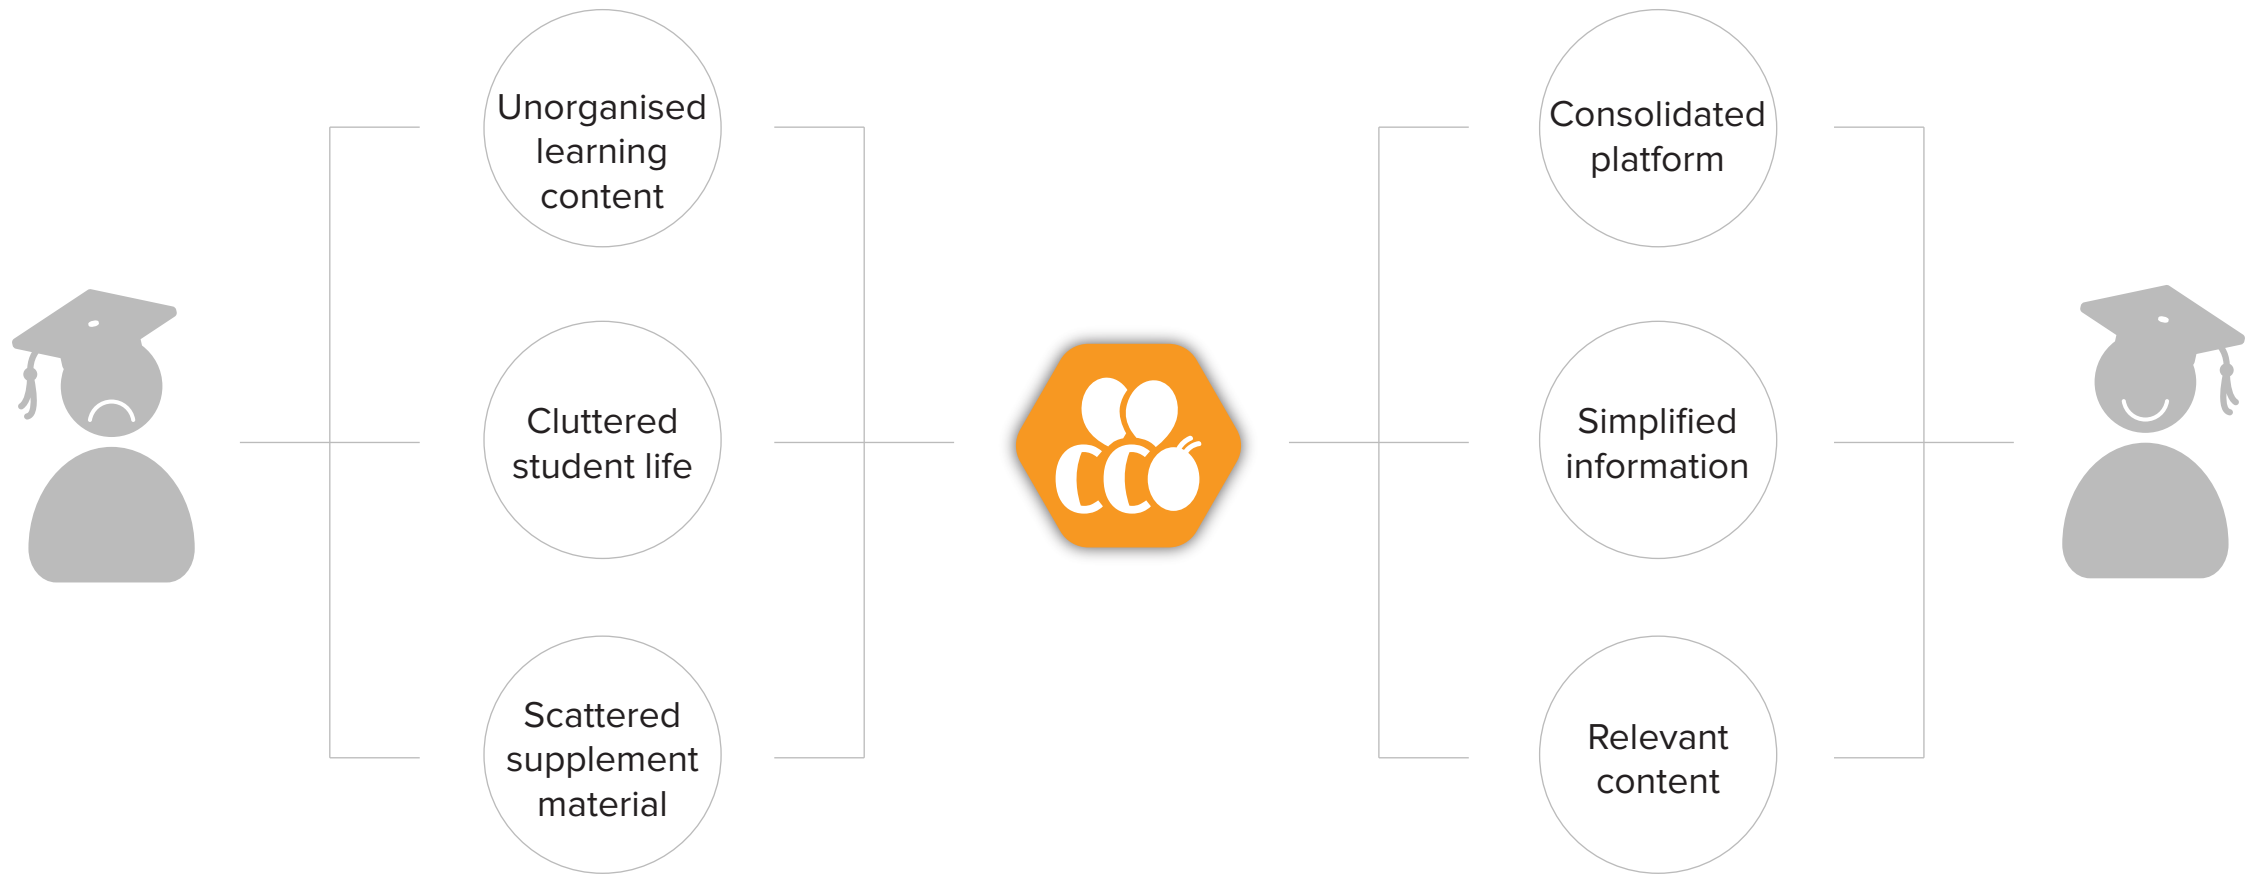 Unorganised
learning
content
Cluttered
student life
Scattered
supplement
material
Consolidated
platform
Simplified
information
Relevant
content